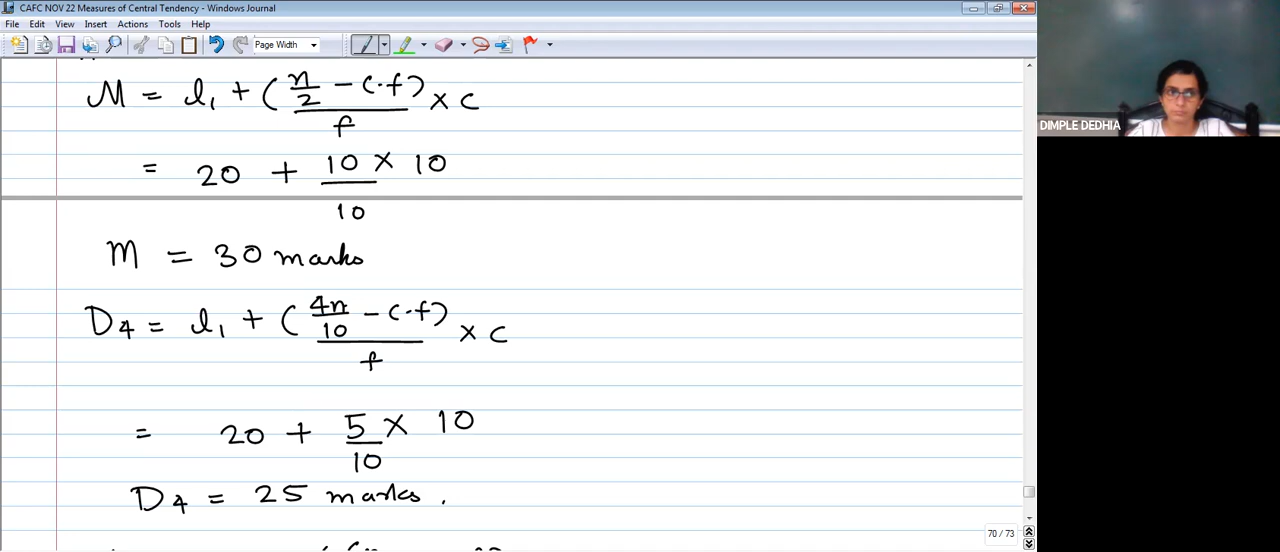 CAFC NOV 22 Measures of Central Tendency - Windows Journal
File Edit View Insert Actions Tools Help
Page Width
M = l₁ + (n/2 - c.f)/f × c
= 20 + 10/10 × 10
M = 30 marks
D4 = l₁ + (4n/10 - c.f)/f × c
= 20 + 5/10 × 10
D4 = 25 marks.
70 / 73
DIMPLE DEDHIA